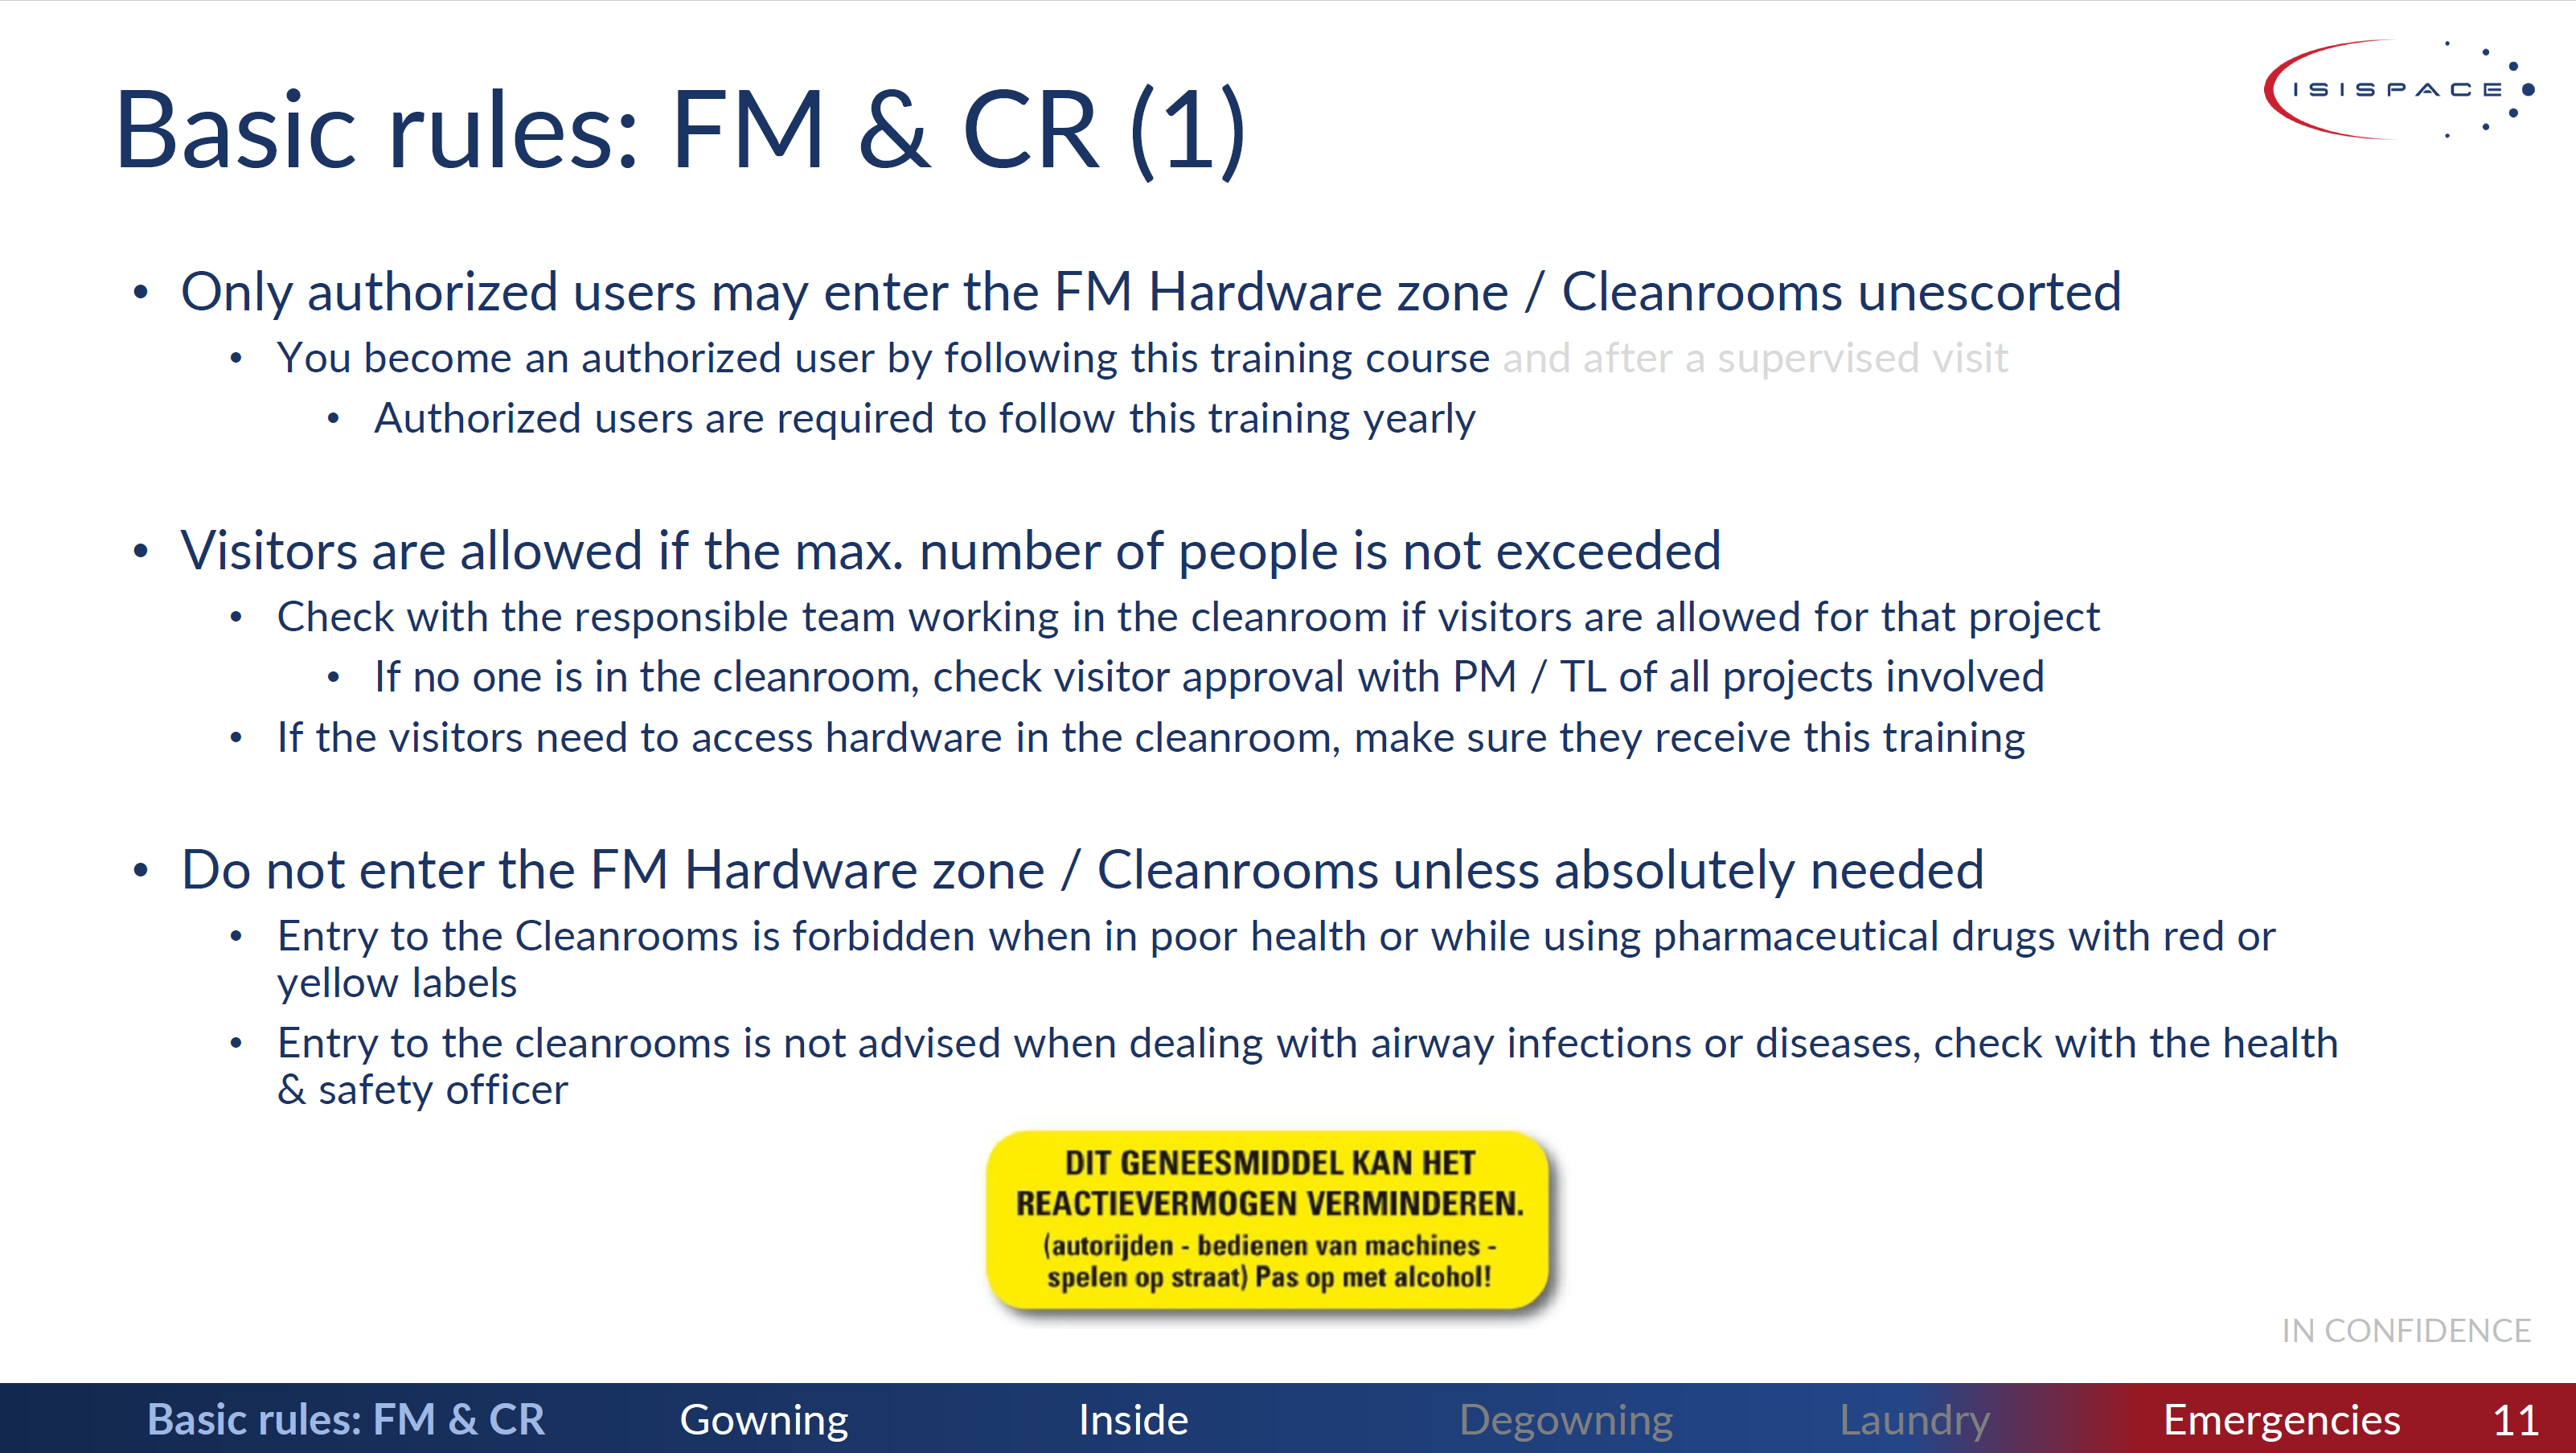 Basic rules: FM & CR (1)
ISISPACE
• Only authorized users may enter the FM Hardware zone / Cleanrooms unescorted
• You become an authorized user by following this training course and after a supervised visit
• Authorized users are required to follow this training yearly
• Visitors are allowed if the max. number of people is not exceeded
• Check with the responsible team working in the cleanroom if visitors are allowed for that project
• If no one is in the cleanroom, check visitor approval with PM / TL of all projects involved
• If the visitors need to access hardware in the cleanroom, make sure they receive this training
• Do not enter the FM Hardware zone / Cleanrooms unless absolutely needed
• Entry to the Cleanrooms is forbidden when in poor health or while using pharmaceutical drugs with red or
yellow labels
• Entry to the cleanrooms is not advised when dealing with airway infections or diseases, check with the health
& safety officer
DIT GENEESMIDDEL KAN HET
REACTIEVERMOGEN VERMINDEREN.
(autorijden - bedienen van machines -
spelen op straat) Pas op met alcohol!
IN CONFIDENCE
Basic rules: FM & CR Gowning Inside Degowning Laundry Emergencies 11